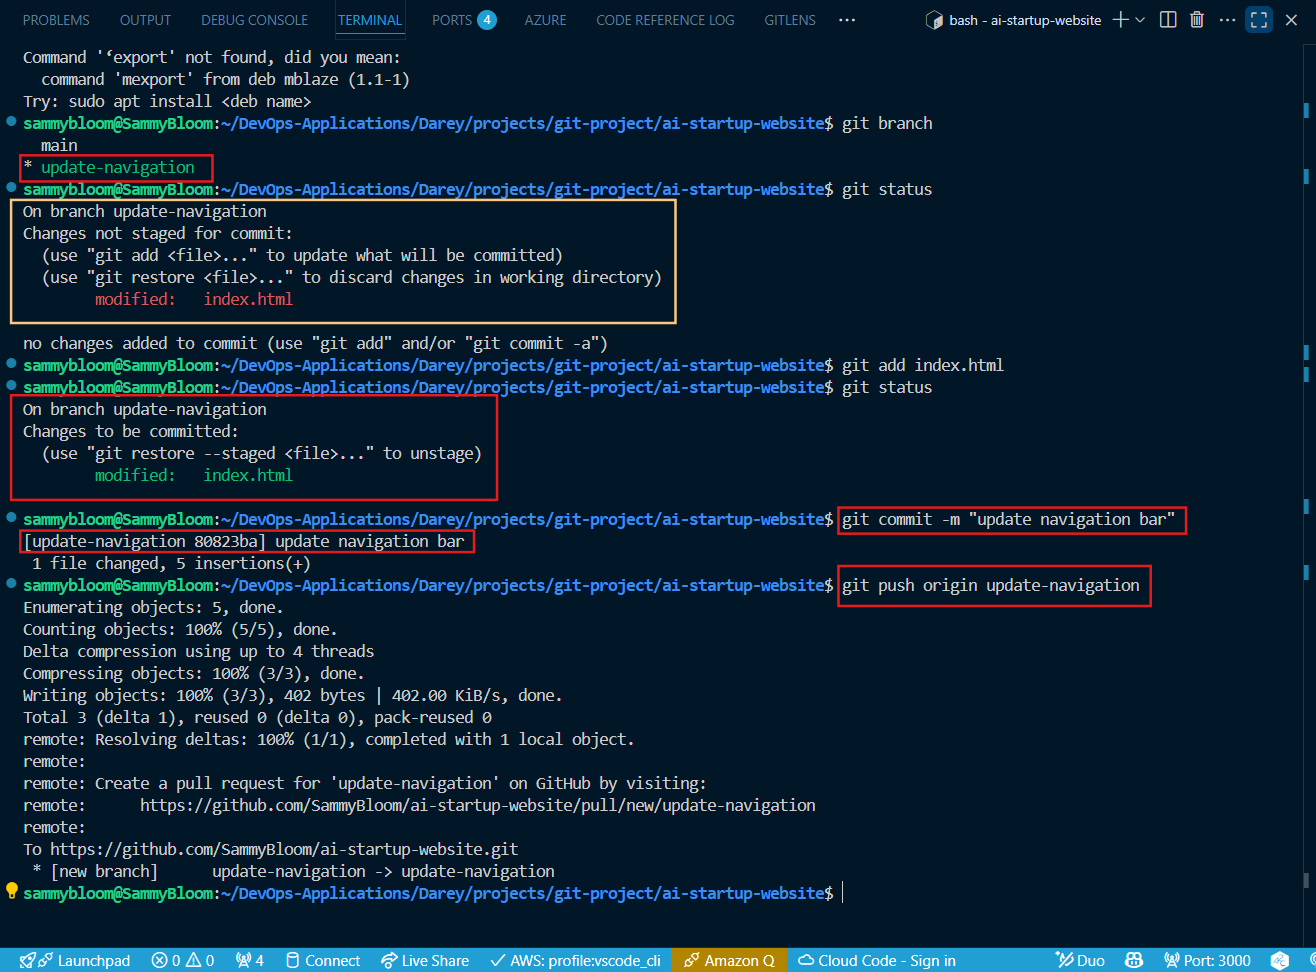 PROBLEMS OUTPUT DEBUG CONSOLE TERMINAL PORTS 4 AZURE CODE REFERENCE LOG GITLENS ··· bash - ai-startup-website
Command '‘export' not found, did you mean:
  command 'mexport' from deb mblaze (1.1-1)
Try: sudo apt install <deb name>
sammybloom@SammyBloom:~/DevOps-Applications/Darey/projects/git-project/ai-startup-website$ git branch
  main
* update-navigation
sammybloom@SammyBloom:~/DevOps-Applications/Darey/projects/git-project/ai-startup-website$ git status
On branch update-navigation
Changes not staged for commit:
  (use "git add <file>..." to update what will be committed)
  (use "git restore <file>..." to discard changes in working directory)
        modified:   index.html
no changes added to commit (use "git add" and/or "git commit -a")
sammybloom@SammyBloom:~/DevOps-Applications/Darey/projects/git-project/ai-startup-website$ git add index.html
sammybloom@SammyBloom:~/DevOps-Applications/Darey/projects/git-project/ai-startup-website$ git status
On branch update-navigation
Changes to be committed:
  (use "git restore --staged <file>..." to unstage)
        modified:   index.html
sammybloom@SammyBloom:~/DevOps-Applications/Darey/projects/git-project/ai-startup-website$ git commit -m "update navigation bar"
[update-navigation 80823ba] update navigation bar
 1 file changed, 5 insertions(+)
sammybloom@SammyBloom:~/DevOps-Applications/Darey/projects/git-project/ai-startup-website$ git push origin update-navigation
Enumerating objects: 5, done.
Counting objects: 100% (5/5), done.
Delta compression using up to 4 threads
Compressing objects: 100% (3/3), done.
Writing objects: 100% (3/3), 402 bytes | 402.00 KiB/s, done.
Total 3 (delta 1), reused 0 (delta 0), pack-reused 0
remote: Resolving deltas: 100% (1/1), completed with 1 local object.
remote:
remote: Create a pull request for 'update-navigation' on GitHub by visiting:
remote:      https://github.com/SammyBloom/ai-startup-website/pull/new/update-navigation
remote:
To https://github.com/SammyBloom/ai-startup-website.git
 * [new branch]      update-navigation -> update-navigation
sammybloom@SammyBloom:~/DevOps-Applications/Darey/projects/git-project/ai-startup-website$
Launchpad 0 0 4 Connect Live Share AWS: profile:vscode_cli Amazon Q Cloud Code - Sign in Duo Port: 3000